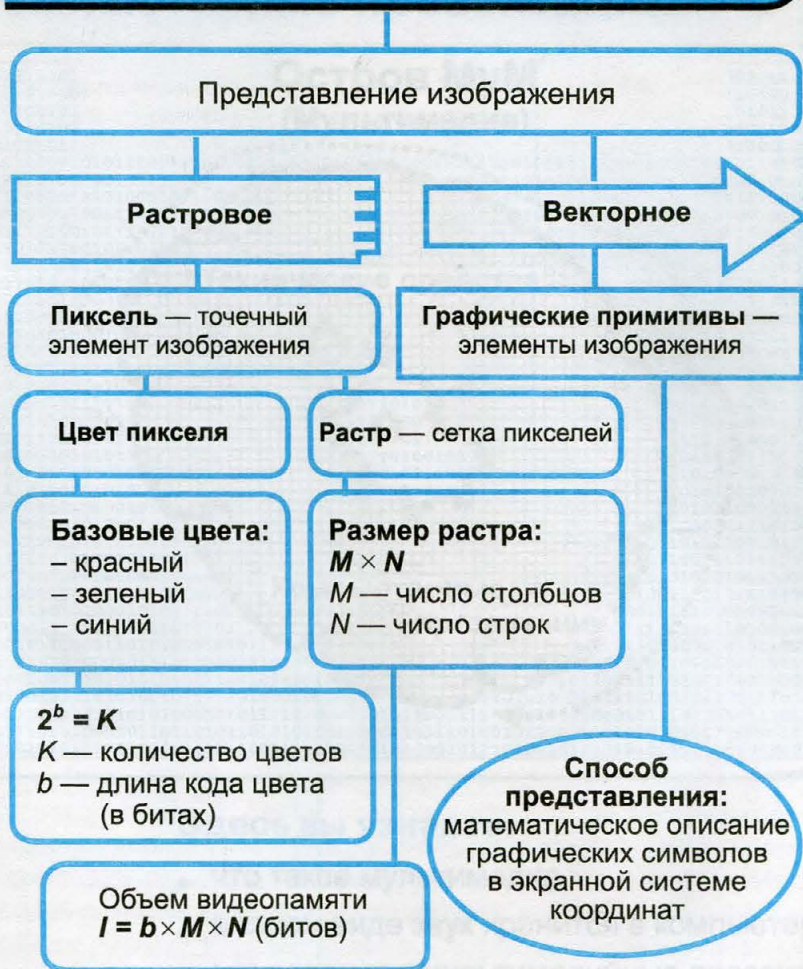 Представление изображения
Растровое
Векторное
Пиксель — точечный
элемент изображения
Графические примитивы —
элементы изображения
Цвет пикселя
Растр — сетка пикселей
Базовые цвета:
– красный
– зеленый
– синий
Размер растра:
M × N
M — число столбцов
N — число строк
2^b = K
K — количество цветов
b — длина кода цвета
(в битах)
Объем видеопамяти
I = b × M × N (битов)
Способ
представления:
математическое описание
графических символов
в экранной системе
координат